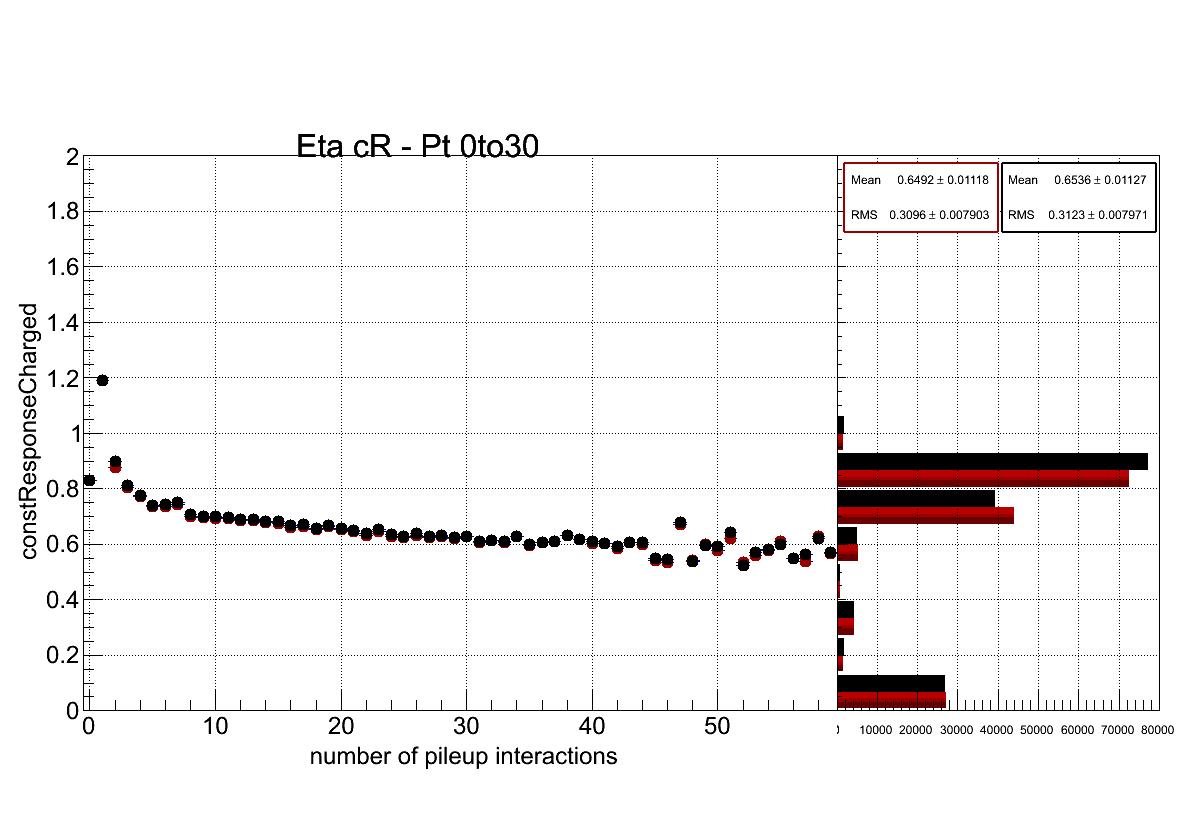 Eta cR - Pt 0to30
constResponseCharged
2
1.8
1.6
1.4
1.2
1
0.8
0.6
0.4
0.2
0
0 10 20 30 40 50
number of pileup interactions
Mean 0.6492 ± 0.01118
RMS 0.3096 ± 0.007903
Mean 0.6536 ± 0.01127
RMS 0.3123 ± 0.007971
10000 20000 30000 40000 50000 60000 70000 80000